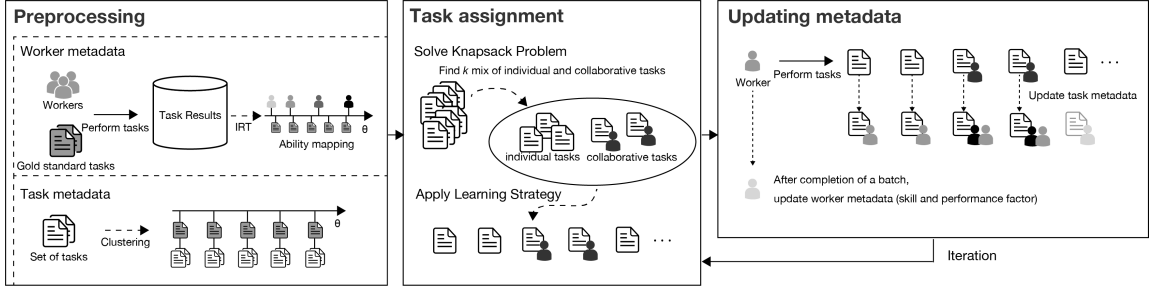 Preprocessing
Worker metadata
Workers
Perform tasks
Gold standard tasks
Task Results
IRT
θ
Ability mapping
Task metadata
Set of tasks
Clustering
θ
Task assignment
Solve Knapsack Problem
Find k mix of individual and collaborative tasks
individual tasks
collaborative tasks
Apply Learning Strategy
...
Updating metadata
Worker
Perform tasks
...
Update task metadata
After completion of a batch,
update worker metadata (skill and performance factor)
Iteration